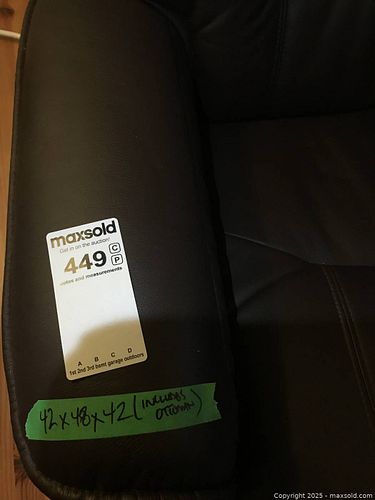 maxsold
Get in on the auction!
449 C
P
notes and measurements
A B C D
1st 2nd 3rd bsmt garage outdoors
42 x 48 x 42 (INCLUDES
OTTOMAN)
Copyright © 2025 - maxsold.com